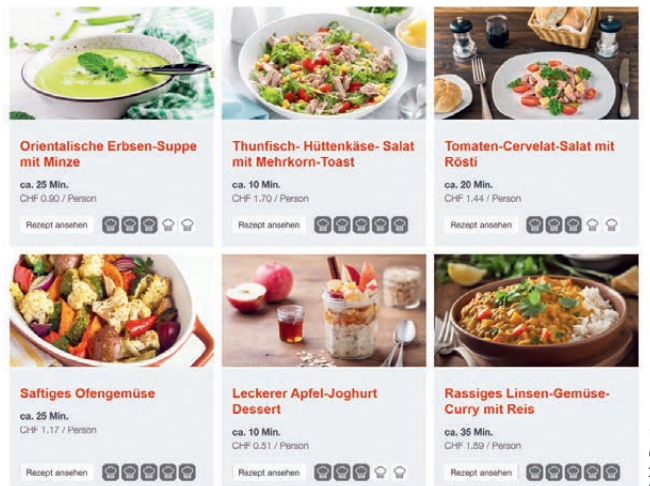 Orientalische Erbsen-Suppe
mit Minze
ca. 25 Min.
CHF 0.90 / Person
Rezept ansehen
Thunfisch- Hüttenkäse- Salat
mit Mehrkorn-Toast
ca. 10 Min.
CHF 1.70 / Person
Rezept ansehen
Tomaten-Cervelat-Salat mit
Rösti
ca. 20 Min.
CHF 1.44 / Person
Rezept ansehen
Saftiges Ofengemüse
ca. 25 Min.
CHF 1.17 / Person
Rezept ansehen
Leckerer Apfel-Joghurt
Dessert
ca. 10 Min.
CHF 0.51 / Person
Rezept ansehen
Rassiges Linsen-Gemüse-
Curry mit Reis
ca. 35 Min.
CHF 1.59 / Person
Rezept ansehen